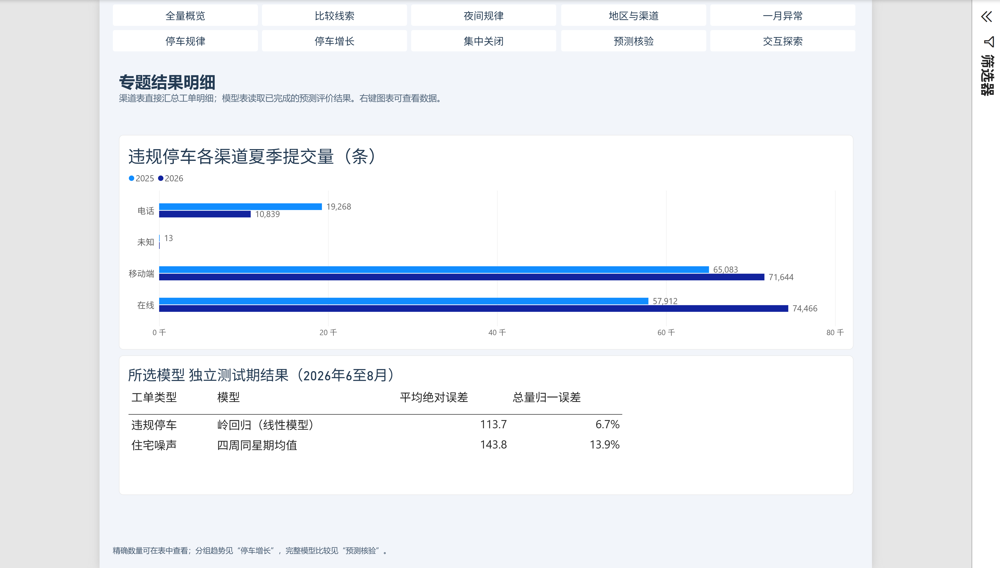 全量概览 比较线索 夜间规律 地区与渠道 一月异常
停车规律 停车增长 集中关闭 预测核验 交互探索
筛选器
专题结果明细
渠道表直接汇总工单明细；模型表读取已完成的预测评价结果。右键图表可查看数据。
违规停车各渠道夏季提交量（条）
2025 2026
电话 19,268
10,839
未知 13
移动端 65,083
71,644
在线 57,912
74,466
0 千 20 千 40 千 60 千 80 千
所选模型 独立测试期结果（2026年6至8月）
工单类型 模型 平均绝对误差 总量归一误差
违规停车 岭回归（线性模型） 113.7 6.7%
住宅噪声 四周同星期均值 143.8 13.9%
精确数量可在表中查看；分组趋势见“停车增长”，完整模型比较见“预测核验”。